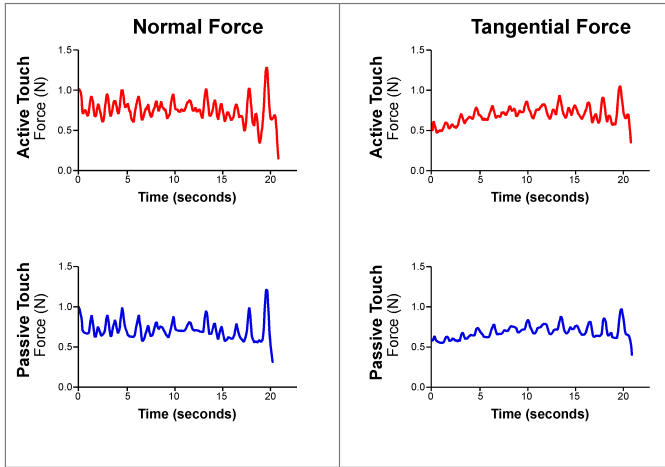 Normal Force
Tangential Force
Active Touch
Force (N)
1.5
1.0
0.5
0.0
0 5 10 15 20
Time (seconds)
Active Touch
Force (N)
1.5
1.0
0.5
0.0
0 5 10 15 20
Time (seconds)
Passive Touch
Force (N)
1.5
1.0
0.5
0.0
0 5 10 15 20
Time (seconds)
Passive Touch
Force (N)
1.5
1.0
0.5
0.0
0 5 10 15 20
Time (seconds)